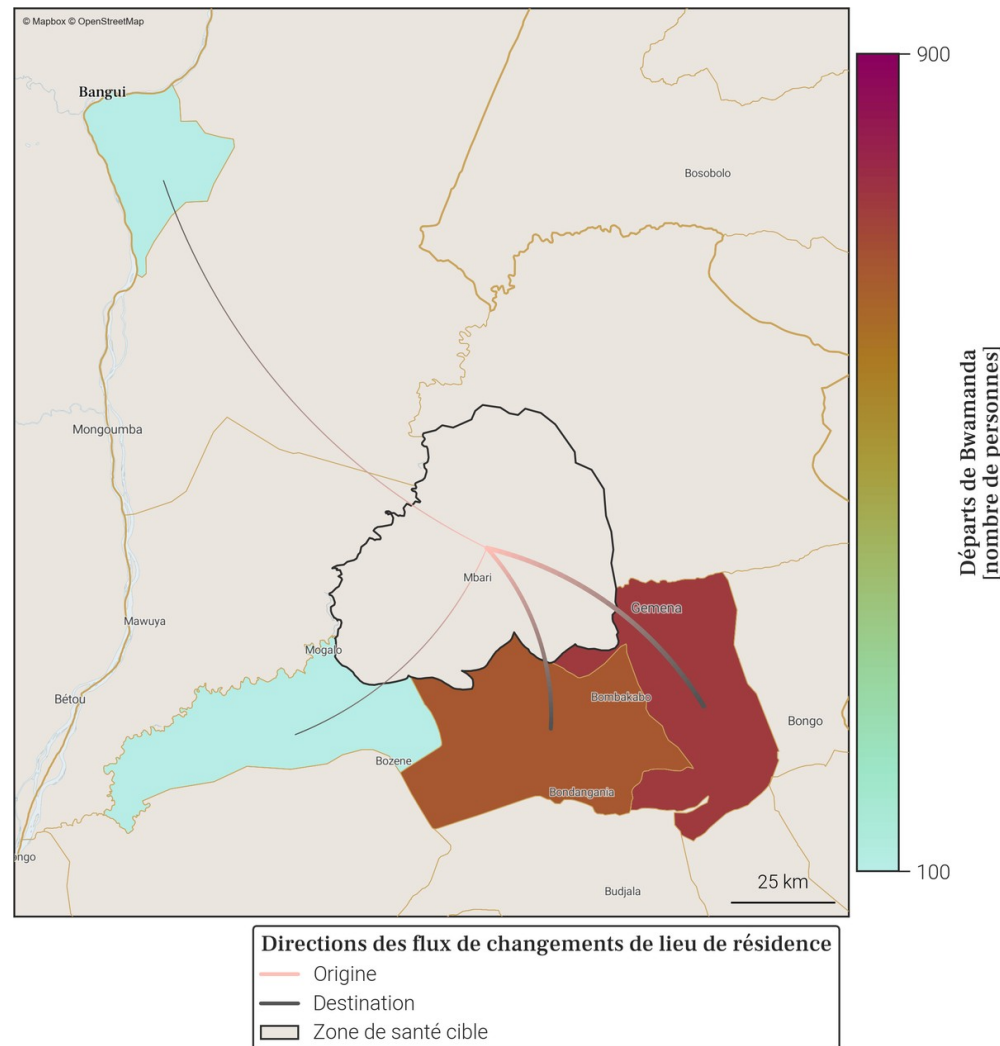 © Mapbox © OpenStreetMap
900
Bangui
Bosobolo
Mongoumba
Départs de Bwamanda
[nombre de personnes]
Mbari
Gemena
Mawuya
Mogalo
Bétou
Bombakabo
Bongo
Bozene
Bondangania
ongo
Budjala
25 km
100
Directions des flux de changements de lieu de résidence
Origine
Destination
Zone de santé cible